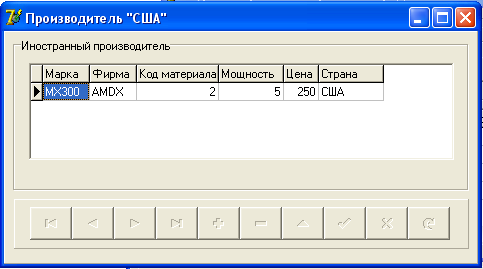 Производитель "США"
Иностранный производитель
Марка Фирма Код материала Мощность Цена Страна
MX300 AMDX 2 5 250 США